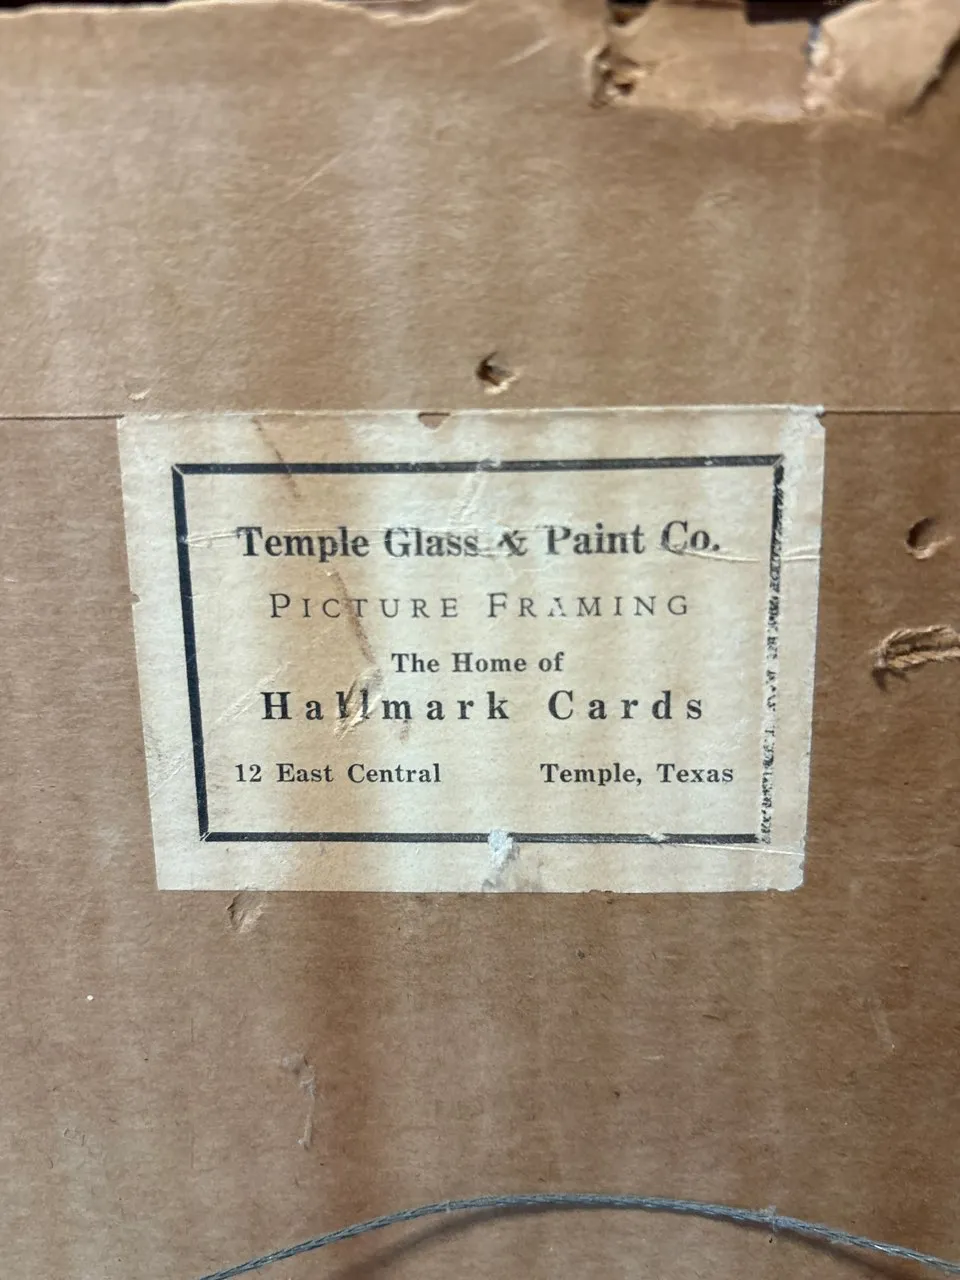 Temple Glass & Paint Co.
PICTURE FRAMING
The Home of
Hallmark Cards
12 East Central Temple, Texas